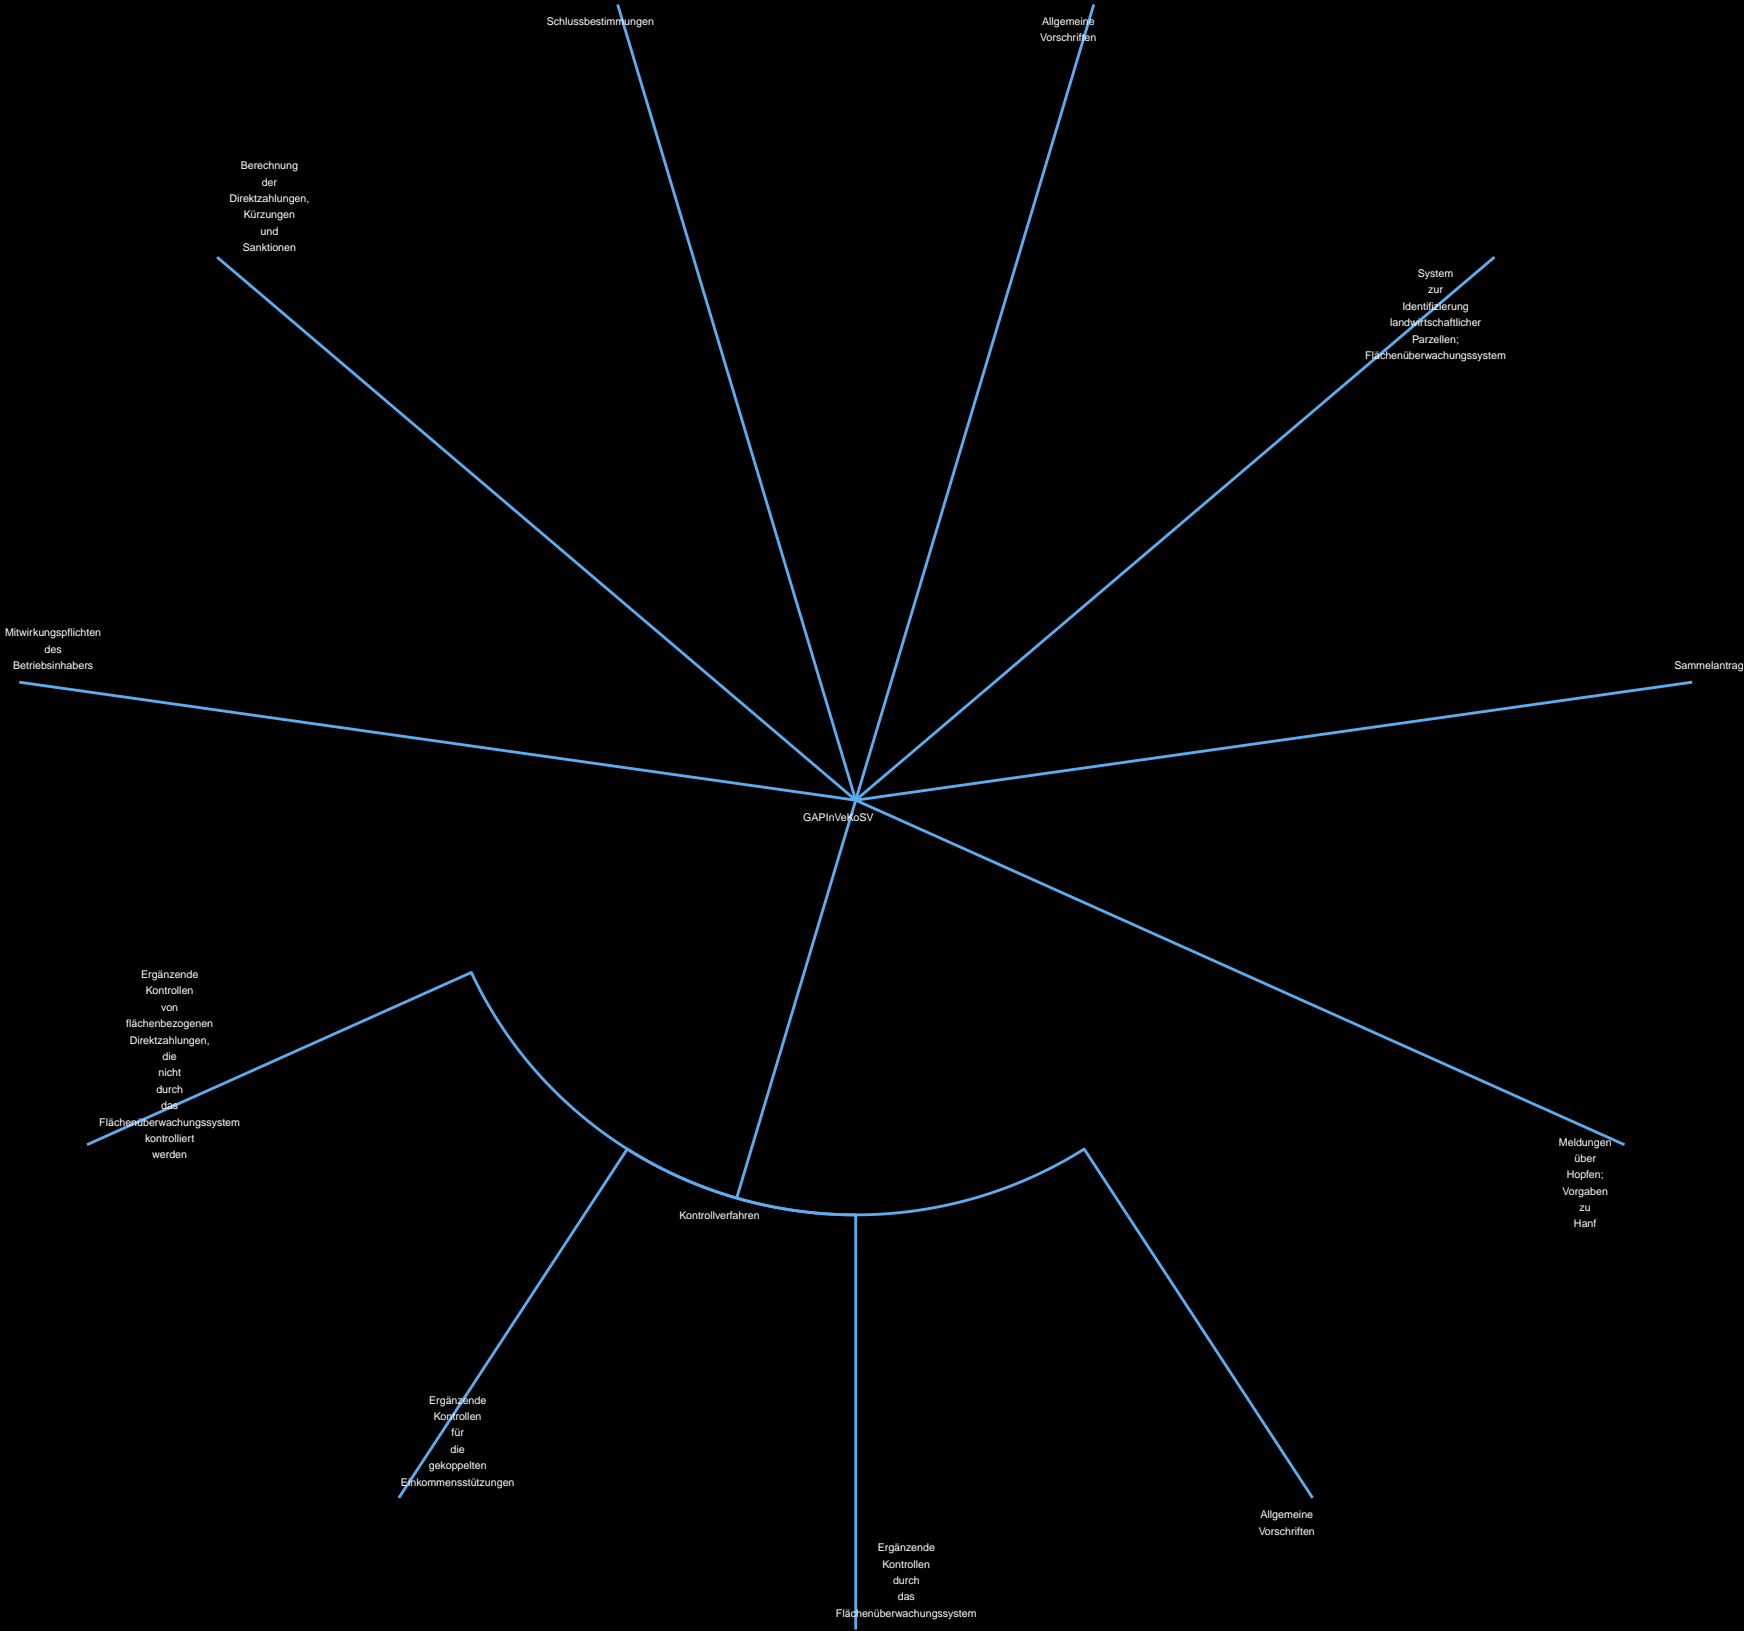 Schlussbestimmungen
Allgemeine
Vorschriften
Berechnung
der
Direktzahlungen,
Kürzungen
und
Sanktionen
System
zur
Identifizierung
landwirtschaftlicher
Parzellen;
Flächenüberwachungssystem
Mitwirkungspflichten
des
Betriebsinhabers
Sammelantrag
GAPInVeKoSV
Ergänzende
Kontrollen
von
flächenbezogenen
Direktzahlungen,
die
nicht
durch
das
Flächenüberwachungssystem
kontrolliert
werden
Meldungen
über
Hopfen;
Vorgaben
zu
Hanf
Kontrollverfahren
Ergänzende
Kontrollen
für
die
gekoppelten
Einkommensstützungen
Allgemeine
Vorschriften
Ergänzende
Kontrollen
durch
das
Flächenüberwachungssystem